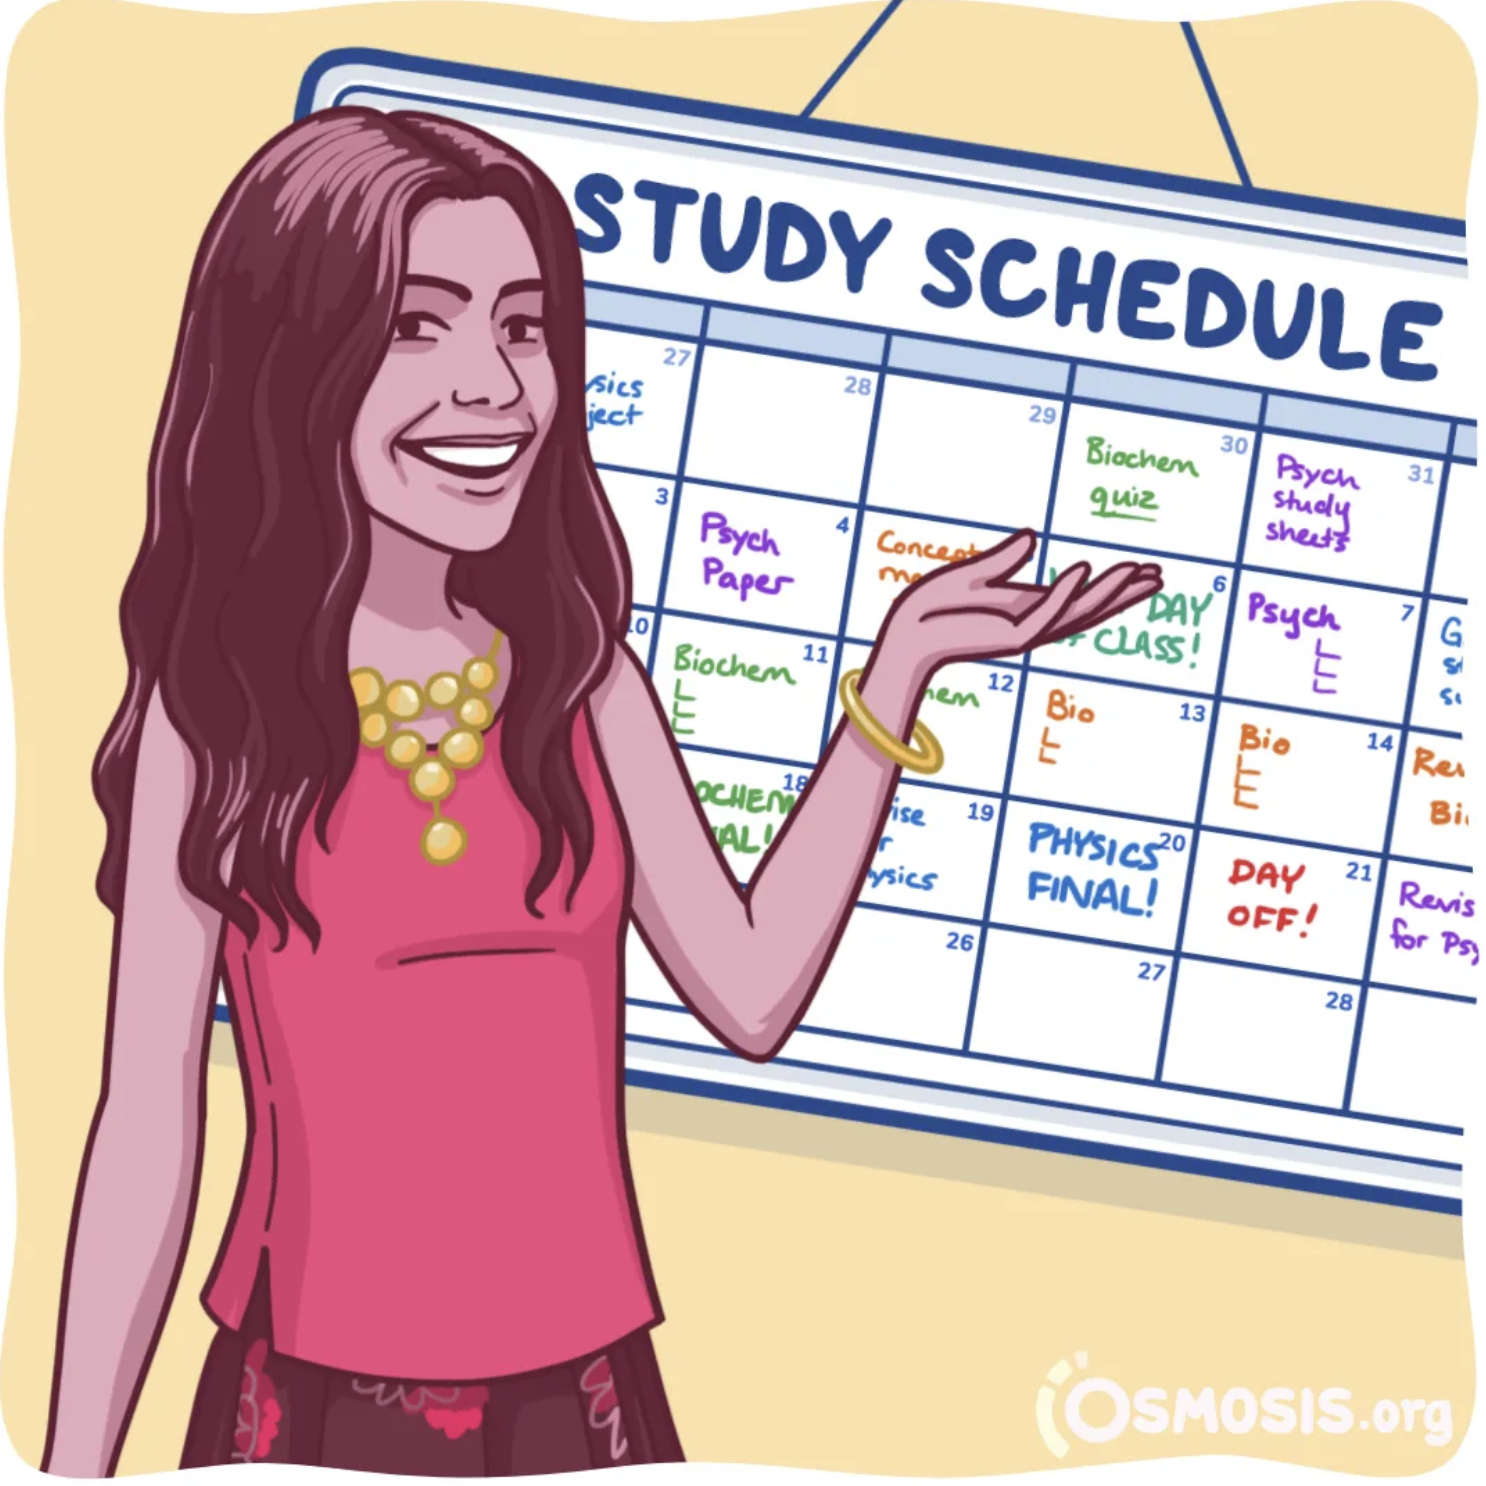 STUDY SCHEDULE
27
28
29
Biochem
quiz
30
Psych
study
sheets
31
3
Psych
Paper
4
DAY
CLASS!
6
Psych
7
10
Biochem
11
12
Bio
13
Bio
14
18
19
PHYSICS
FINAL!
20
DAY
OFF!
21
for
26
27
28
OSMOSIS.org